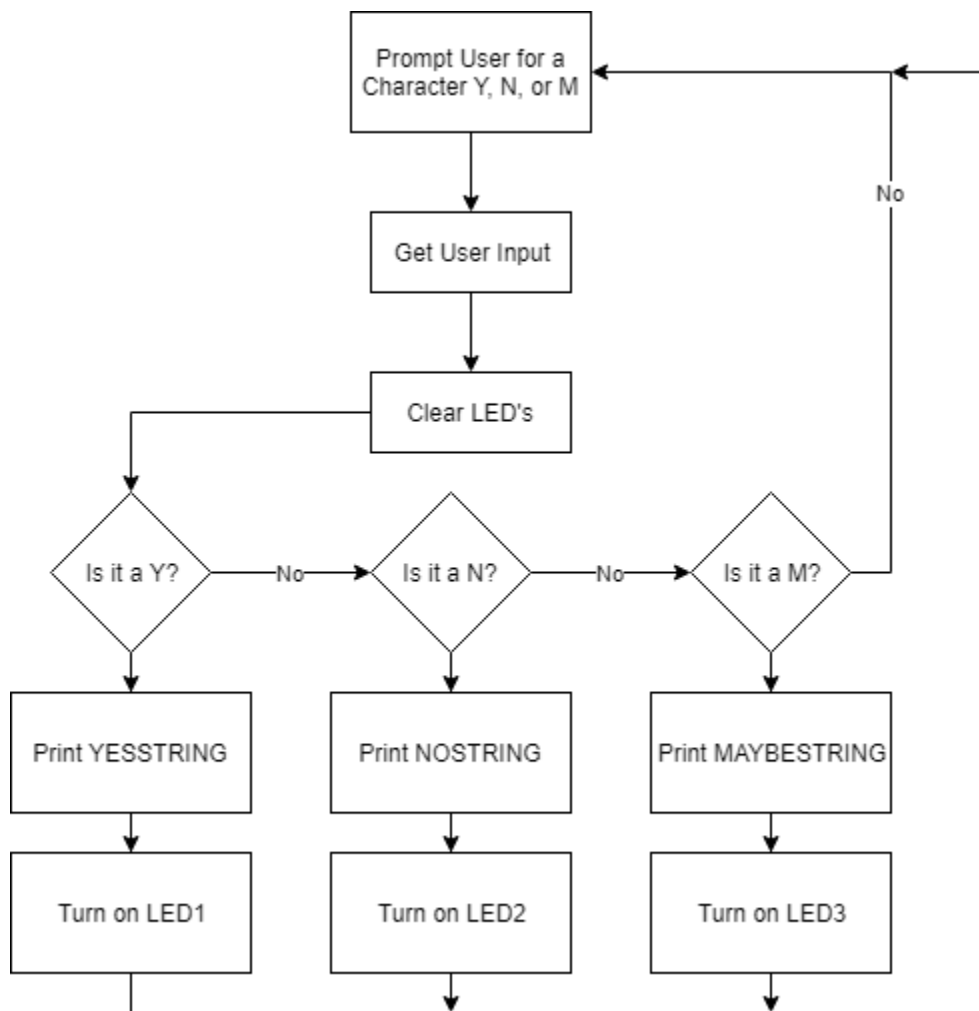 Prompt User for a
Character Y, N, or M
No
Get User Input
Clear LED's
Is it a Y?
No
Is it a N?
No
Is it a M?
Print YESSTRING
Print NOSTRING
Print MAYBESTRING
Turn on LED1
Turn on LED2
Turn on LED3